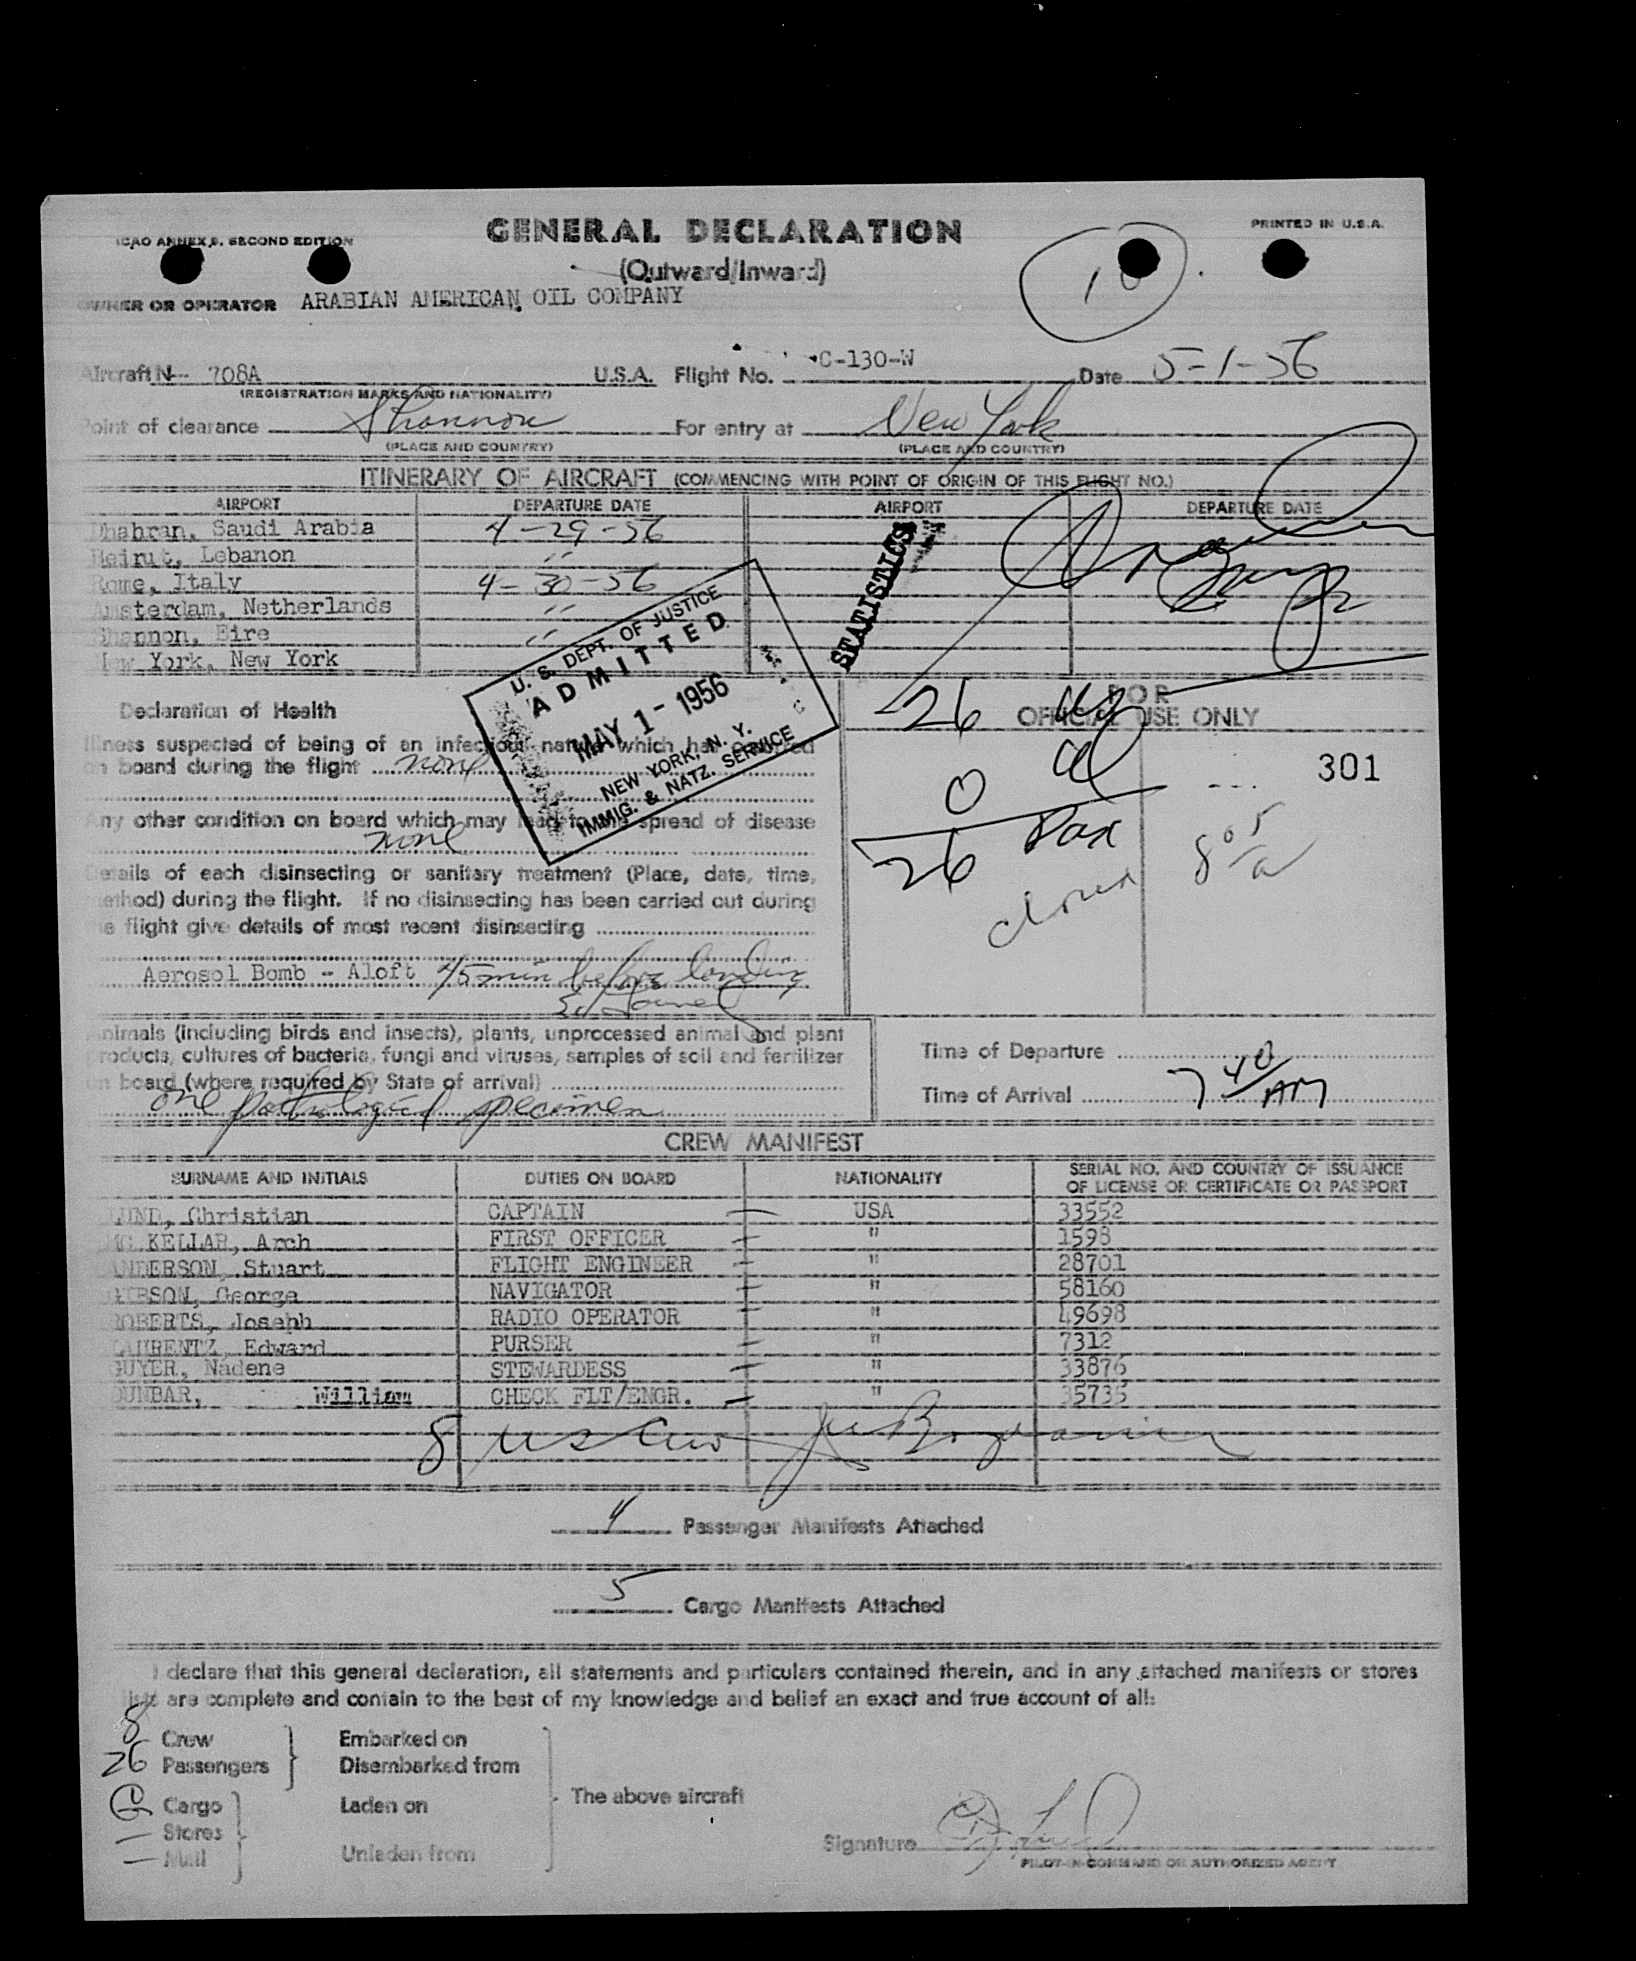 ICAO ANNEX 9, SECOND EDITION
GENERAL DECLARATION
PRINTED IN U.S.A.
(Outward/Inward)
10
OWNER OR OPERATOR ARABIAN AMERICAN OIL COMPANY
Aircraft N-- 708A U.S.A. Flight No. C-130-W Date 5-1-56
(REGISTRATION MARKS AND NATIONALITY)
Point of clearance Shannon For entry at New York
(PLACE AND COUNTRY) (PLACE AND COUNTRY)
ITINERARY OF AIRCRAFT (COMMENCING WITH POINT OF ORIGIN OF THIS FLIGHT NO.)
AIRPORT DEPARTURE DATE AIRPORT DEPARTURE DATE
Dhahran, Saudi Arabia 4-29-56
Beirut, Lebanon "
Rome, Italy 4-30-56
Amsterdam, Netherlands "
Shannon, Eire "
New York, New York
STATISTICS
U. S. DEPT. OF JUSTICE
ADMITTED
MAY 1 - 1956
NEW YORK, N. Y.
IMMIG. & NATZ. SERVICE
Declaration of Health
Illness suspected of being of an infectious nature which has occurred
on board during the flight none
Any other condition on board which may lead to the spread of disease
none
Details of each disinsecting or sanitary treatment (Place, date, time,
method) during the flight. If no disinsecting has been carried out during
the flight give details of most recent disinsecting
Aerosol Bomb - Aloft 45 min before landing
FOR
OFFICIAL USE ONLY
26
0
26 Pax
301
805
a
Animals (including birds and insects), plants, unprocessed animal and plant
products, cultures of bacteria, fungi and viruses, samples of soil and fertilizer
on board (where required by State of arrival)
one pathological specimen
Time of Departure
Time of Arrival 7 40 AM
CREW MANIFEST
SURNAME AND INITIALS DUTIES ON BOARD NATIONALITY SERIAL NO. AND COUNTRY OF ISSUANCE
OF LICENSE OR CERTIFICATE OR PASSPORT
LUND, Christian CAPTAIN USA 33552
MC KELLAR, Arch FIRST OFFICER " 1598
ANDERSON, Stuart FLIGHT ENGINEER " 28701
George NAVIGATOR " 58160
ROBERTS, Joseph RADIO OPERATOR " 49698
LAURENTZ, Edward PURSER " 7312
GUYER, Nadene STEWARDESS " 33876
DUNBAR, William CHECK FLT/ENGR. " 35735
8 US Crew
4 Passenger Manifests Attached
5 Cargo Manifests Attached
I declare that this general declaration, all statements and particulars contained therein, and in any attached manifests or stores
lists are complete and contain to the best of my knowledge and belief an exact and true account of all:
8 Crew Embarked on
26 Passengers Disembarked from
The above aircraft
Cargo Laden on
Stores
Mail Unladen from
Signature
PILOT-IN-COMMAND OR AUTHORIZED AGENT